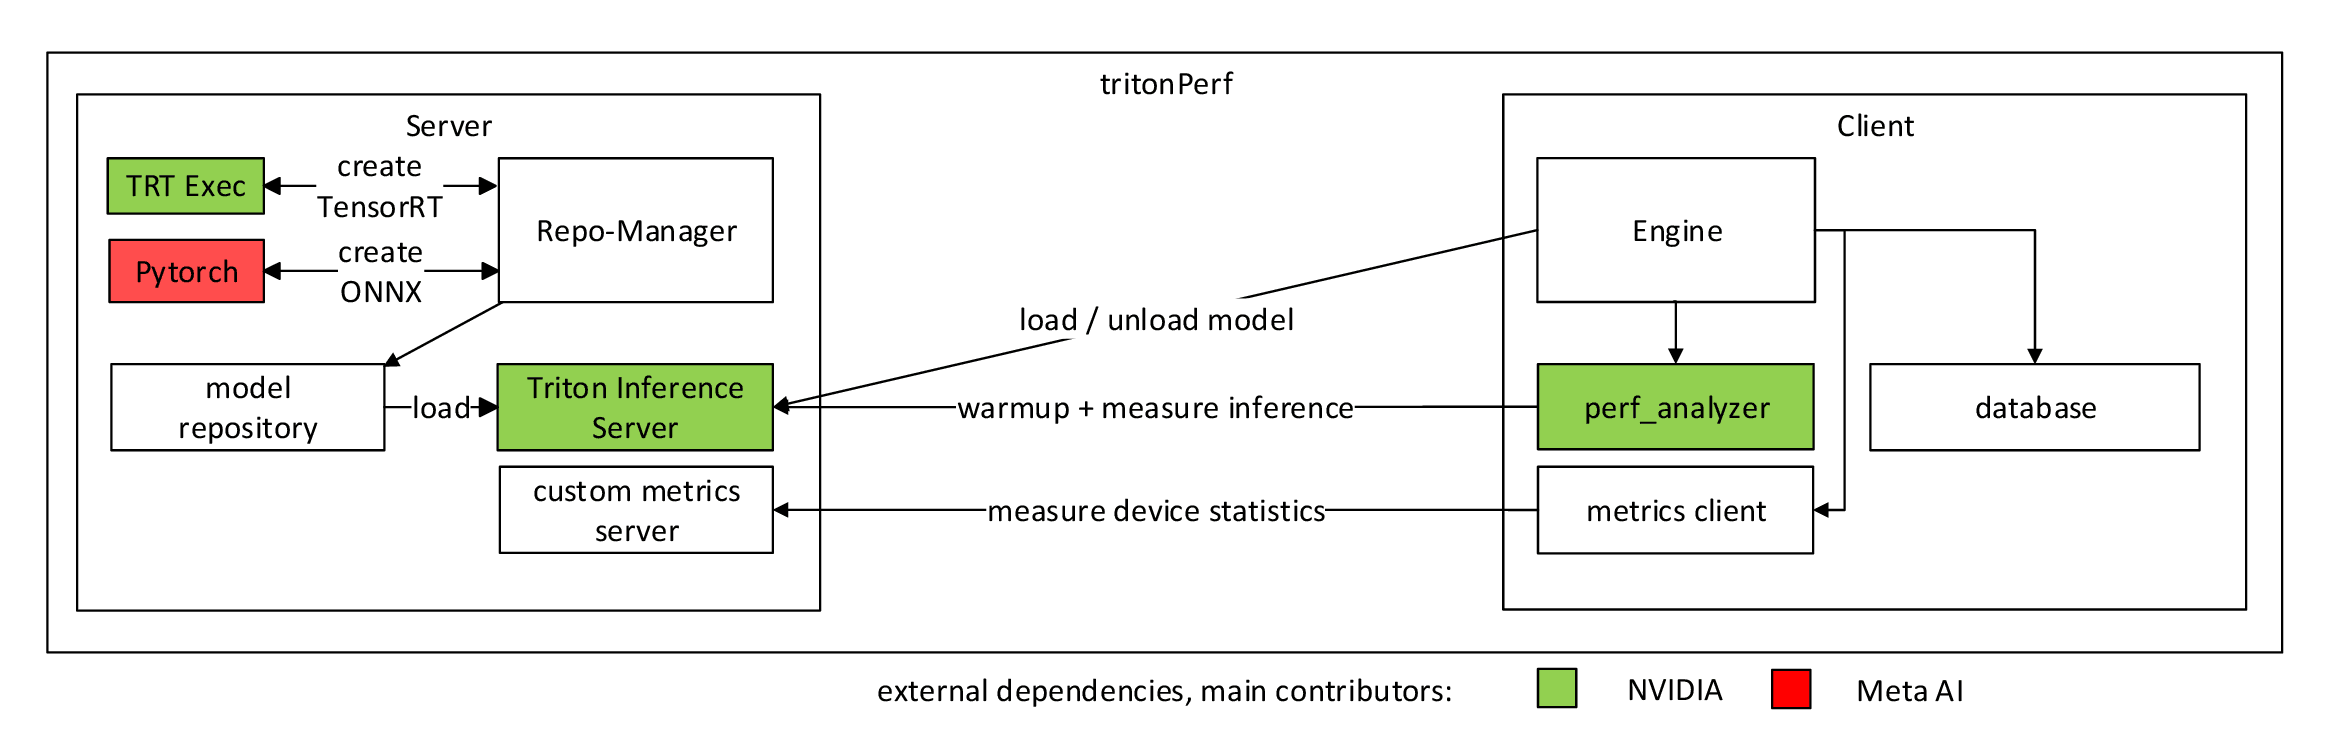 tritonPerf
Server
TRT Exec
create
TensorRT
Pytorch
create
ONNX
Repo-Manager
model
repository
load
Triton Inference
Server
custom metrics
server
load / unload model
warmup + measure inference
measure device statistics
Client
Engine
perf_analyzer
database
metrics client
external dependencies, main contributors:
NVIDIA
Meta AI